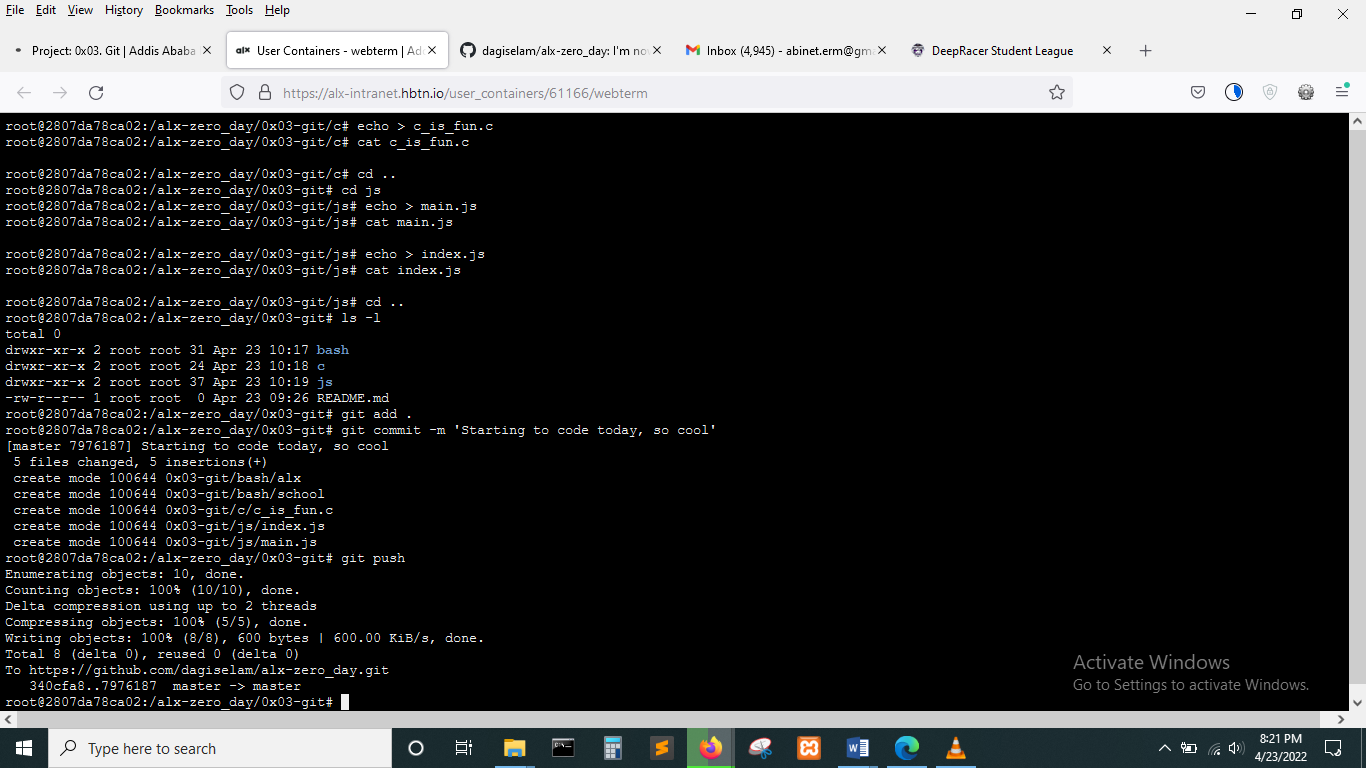 File Edit View History Bookmarks Tools Help
Project: 0x03. Git | Addis Ababa
alx User Containers - webterm | Add
dagiselam/alx-zero_day: I'm nov
Inbox (4,945) - abinet.erm@gma
DeepRacer Student League
https://alx-intranet.hbtn.io/user_containers/61166/webterm
root@2807da78ca02:/alx-zero_day/0x03-git/c# echo > c_is_fun.c
root@2807da78ca02:/alx-zero_day/0x03-git/c# cat c_is_fun.c
root@2807da78ca02:/alx-zero_day/0x03-git/c# cd ..
root@2807da78ca02:/alx-zero_day/0x03-git# cd js
root@2807da78ca02:/alx-zero_day/0x03-git/js# echo > main.js
root@2807da78ca02:/alx-zero_day/0x03-git/js# cat main.js
root@2807da78ca02:/alx-zero_day/0x03-git/js# echo > index.js
root@2807da78ca02:/alx-zero_day/0x03-git/js# cat index.js
root@2807da78ca02:/alx-zero_day/0x03-git/js# cd ..
root@2807da78ca02:/alx-zero_day/0x03-git# ls -l
total 0
drwxr-xr-x 2 root root 31 Apr 23 10:17 bash
drwxr-xr-x 2 root root 24 Apr 23 10:18 c
drwxr-xr-x 2 root root 37 Apr 23 10:19 js
-rw-r--r-- 1 root root  0 Apr 23 09:26 README.md
root@2807da78ca02:/alx-zero_day/0x03-git# git add .
root@2807da78ca02:/alx-zero_day/0x03-git# git commit -m 'Starting to code today, so cool'
[master 7976187] Starting to code today, so cool
 5 files changed, 5 insertions(+)
 create mode 100644 0x03-git/bash/alx
 create mode 100644 0x03-git/bash/school
 create mode 100644 0x03-git/c/c_is_fun.c
 create mode 100644 0x03-git/js/index.js
 create mode 100644 0x03-git/js/main.js
root@2807da78ca02:/alx-zero_day/0x03-git# git push
Enumerating objects: 10, done.
Counting objects: 100% (10/10), done.
Delta compression using up to 2 threads
Compressing objects: 100% (5/5), done.
Writing objects: 100% (8/8), 600 bytes | 600.00 KiB/s, done.
Total 8 (delta 0), reused 0 (delta 0)
To https://github.com/dagiselam/alx-zero_day.git
   340cfa8..7976187  master -> master
root@2807da78ca02:/alx-zero_day/0x03-git#
Activate Windows
Go to Settings to activate Windows.
Type here to search
8:21 PM
4/23/2022